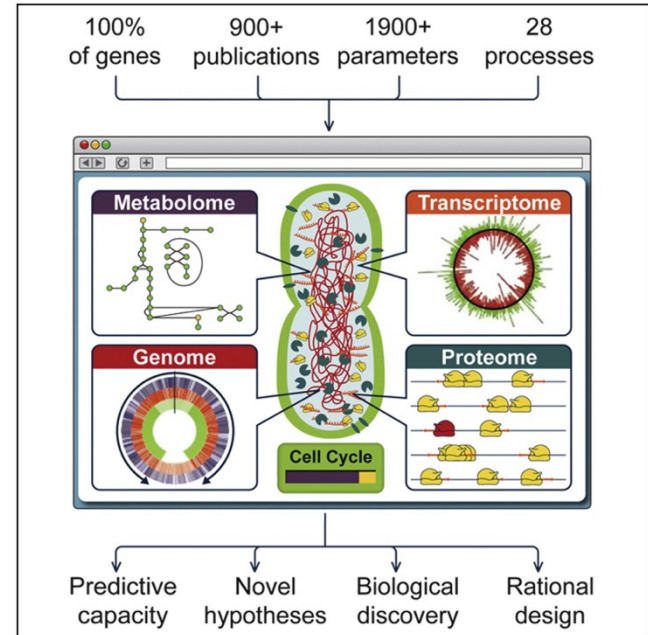 100% 900+ 1900+ 28
of genes publications parameters processes
Metabolome
Transcriptome
Genome
Proteome
Cell Cycle
Predictive Novel Biological Rational
capacity hypotheses discovery design